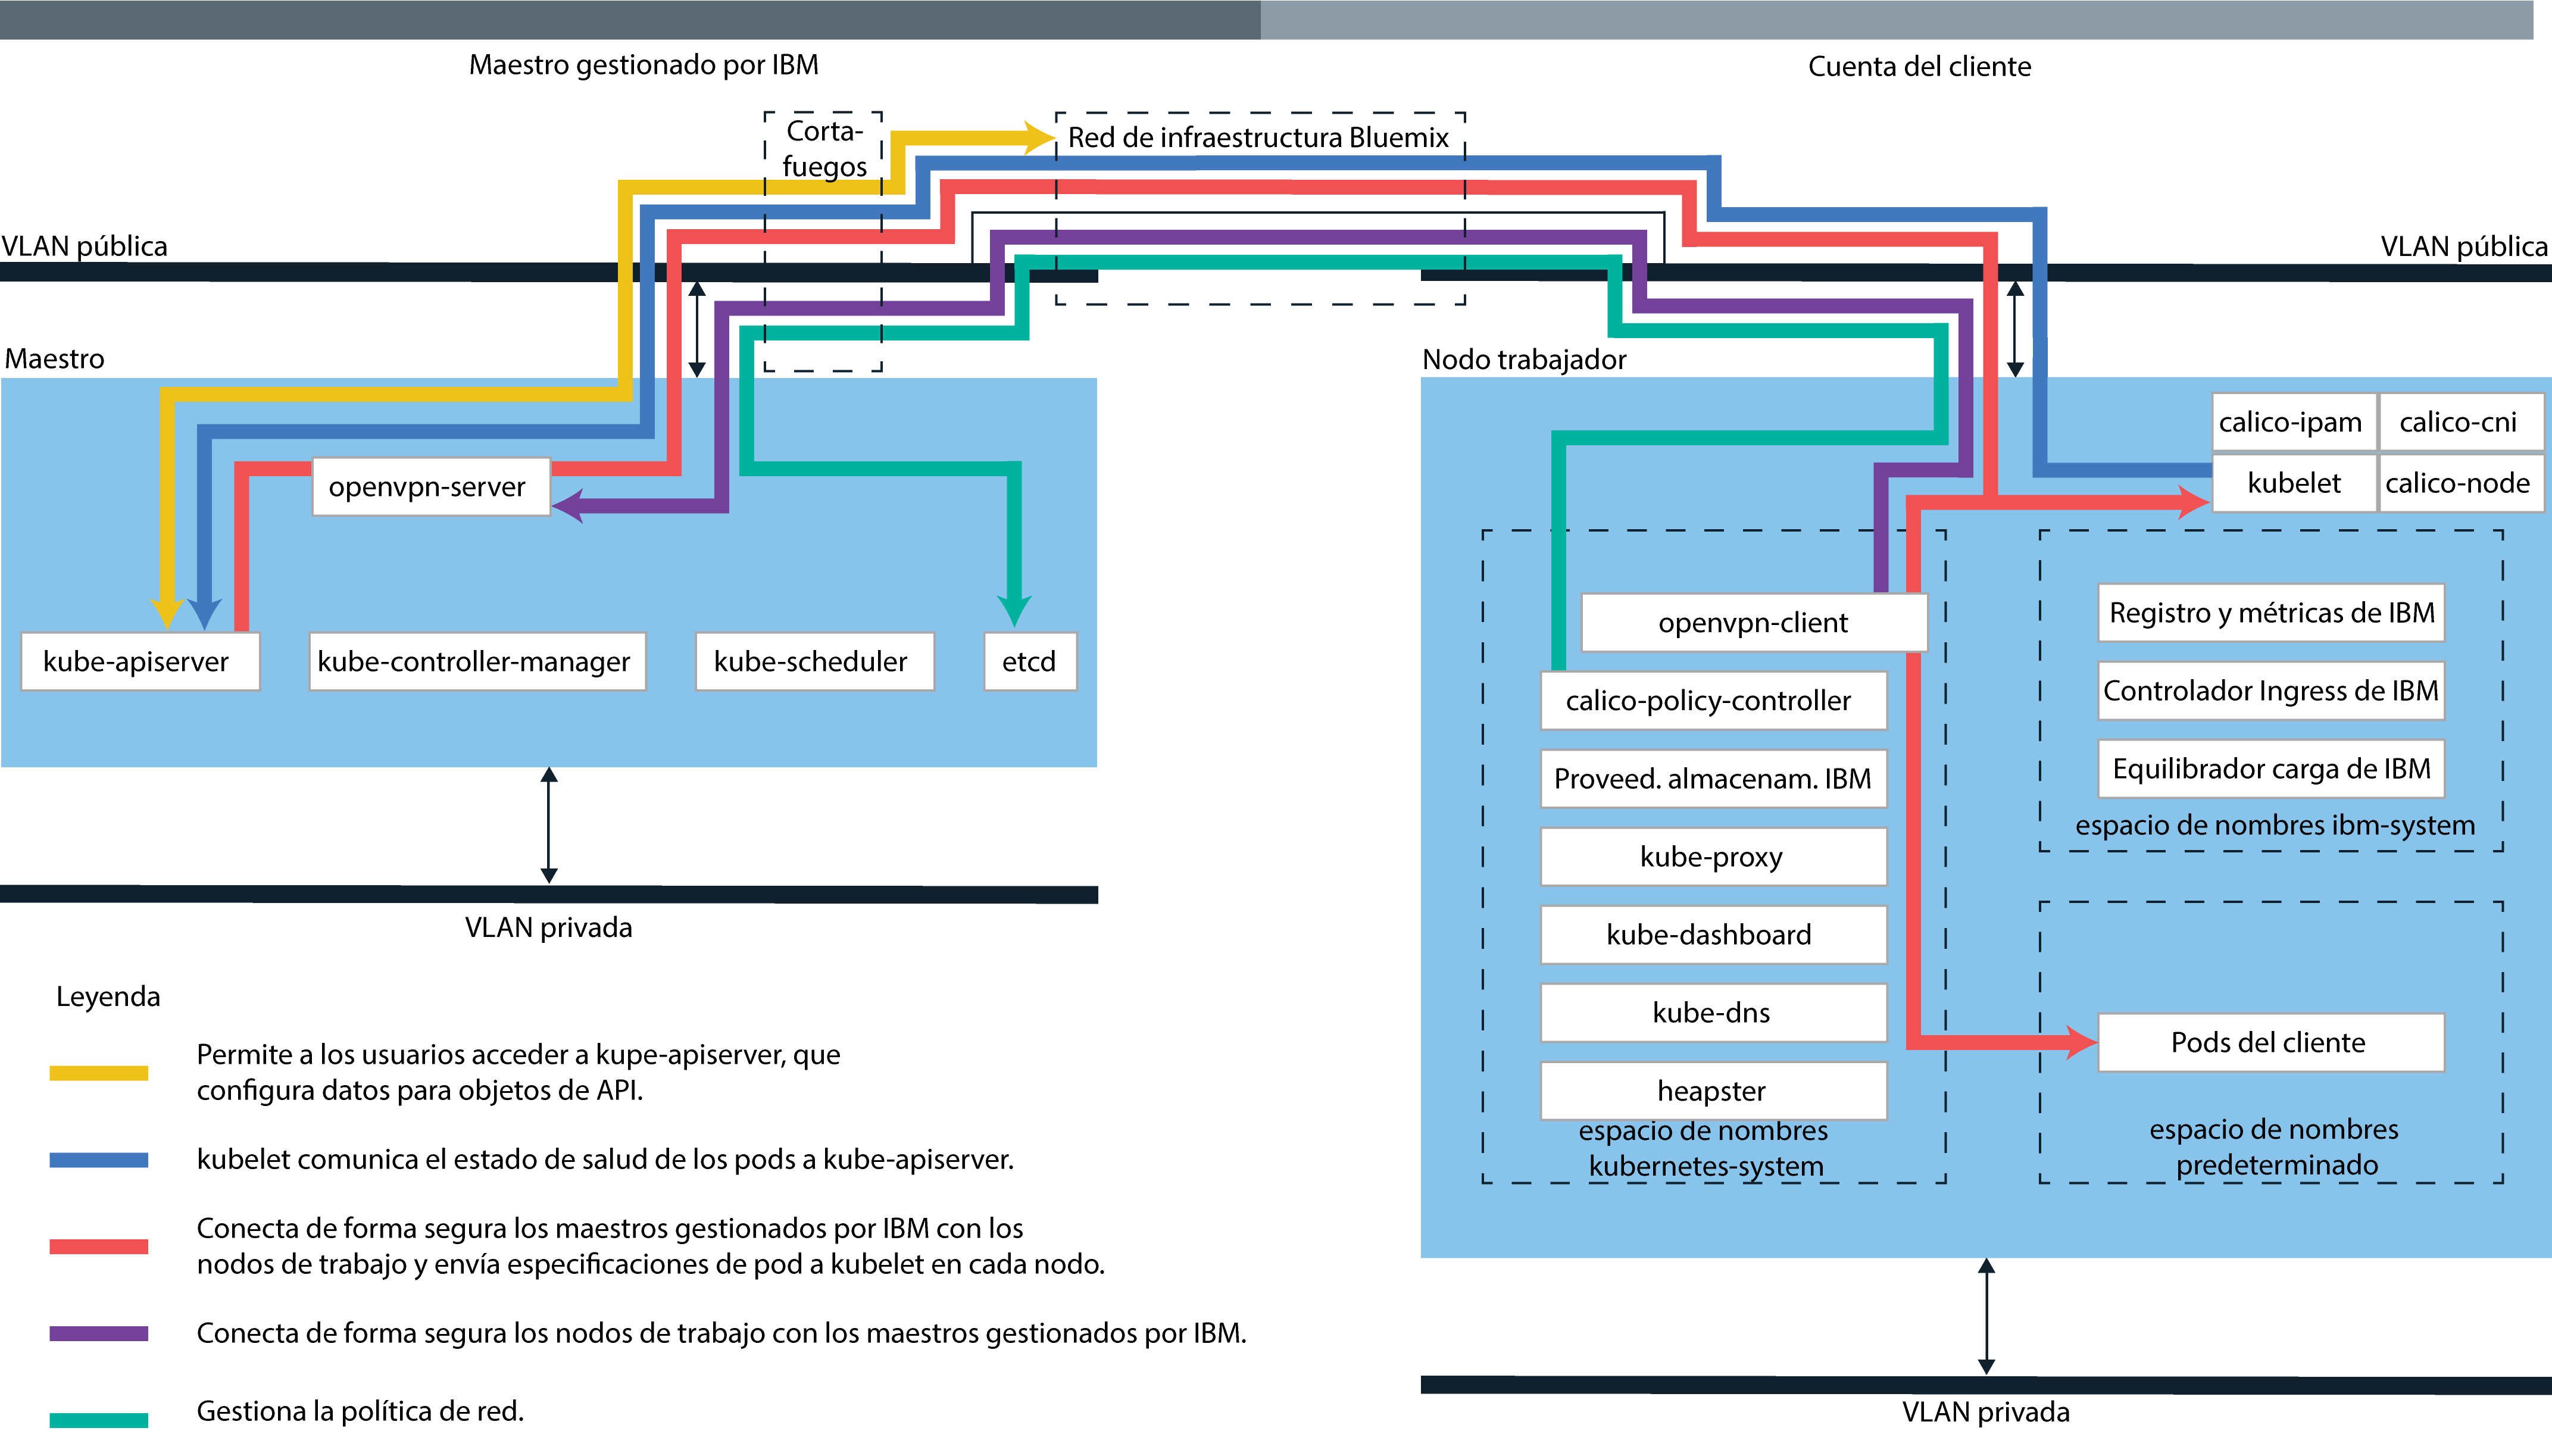 Maestro gestionado por IBM
Cuenta del cliente
Corta-
fuegos
Red de infraestructura Bluemix
VLAN pública
VLAN pública
Maestro
Nodo trabajador
openvpn-server
kube-apiserver
kube-controller-manager
kube-scheduler
etcd
VLAN privada
calico-ipam
calico-cni
kubelet
calico-node
openvpn-client
calico-policy-controller
Proveed. almacenam. IBM
kube-proxy
kube-dashboard
kube-dns
heapster
espacio de nombres
kubernetes-system
Registro y métricas de IBM
Controlador Ingress de IBM
Equilibrador carga de IBM
espacio de nombres ibm-system
Pods del cliente
espacio de nombres
predeterminado
VLAN privada
Leyenda
Permite a los usuarios acceder a kupe-apiserver, que
configura datos para objetos de API.
kubelet comunica el estado de salud de los pods a kube-apiserver.
Conecta de forma segura los maestros gestionados por IBM con los
nodos de trabajo y envía especificaciones de pod a kubelet en cada nodo.
Conecta de forma segura los nodos de trabajo con los maestros gestionados por IBM.
Gestiona la política de red.